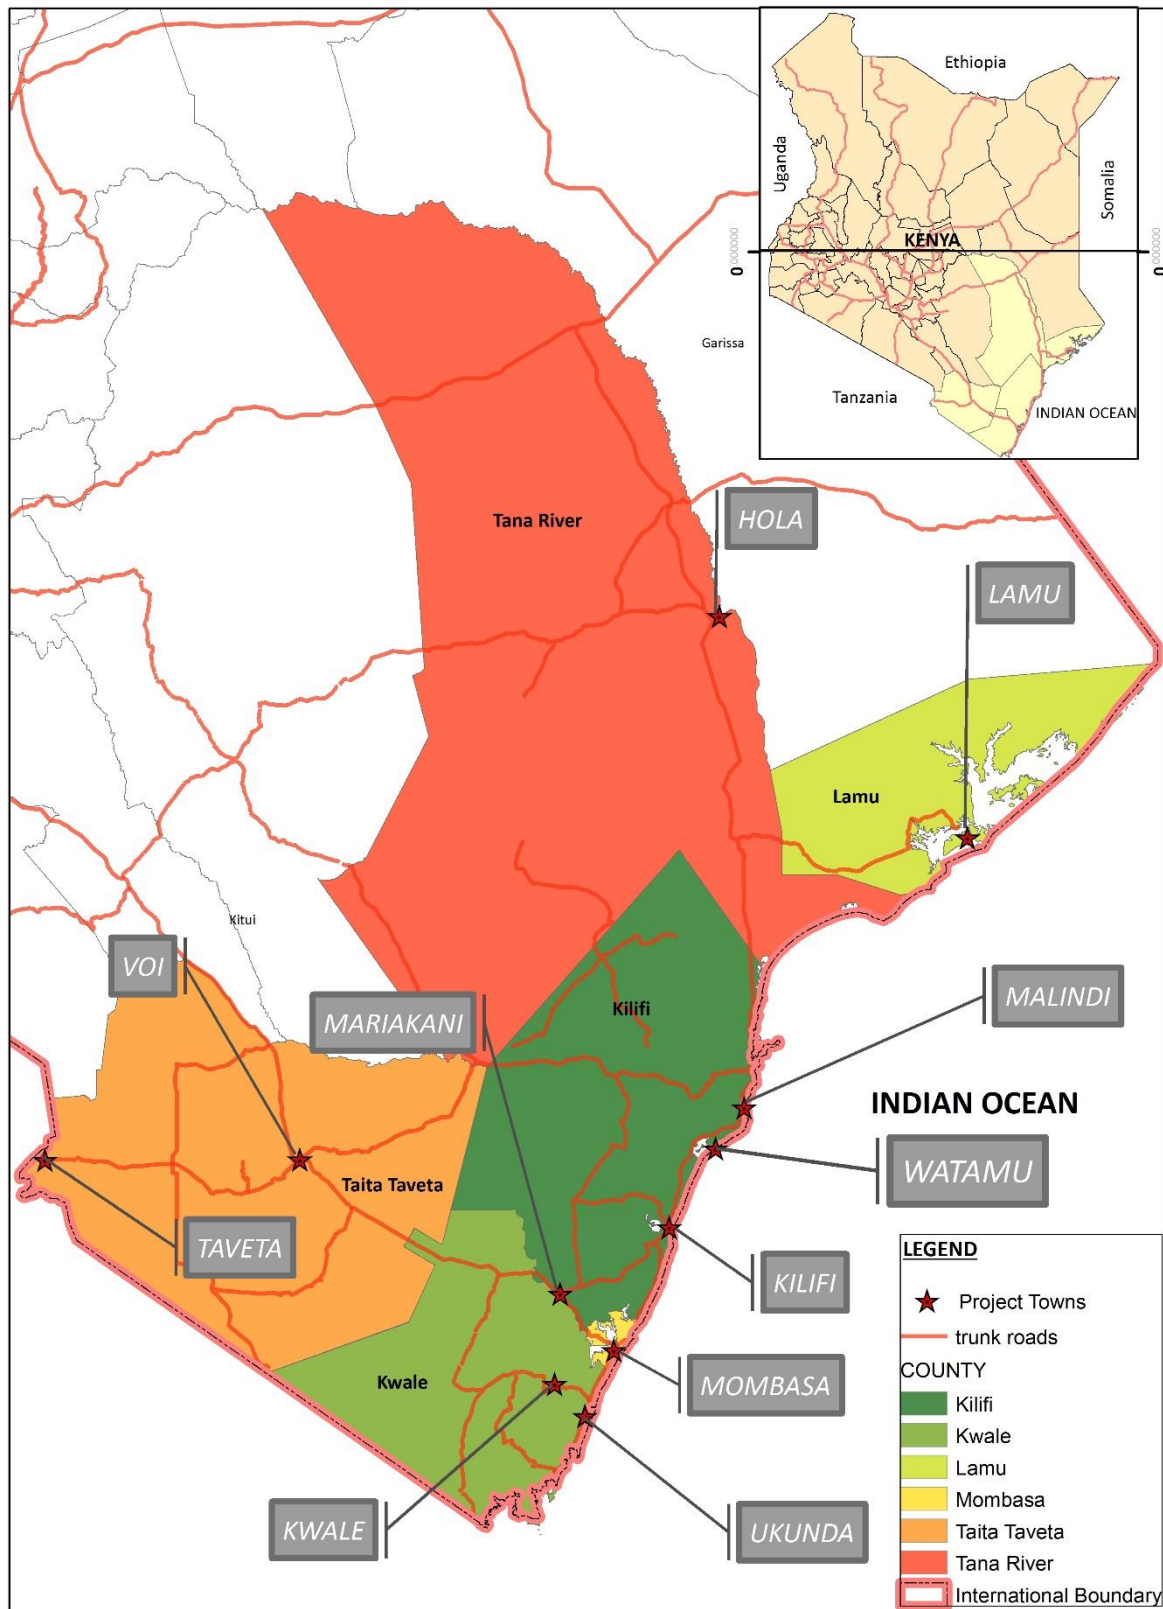 Ethiopia
Uganda
Somalia
KENYA
0
.000000
0
.000000
Garissa
Tanzania
INDIAN OCEAN
HOLA
Tana River
LAMU
Lamu
Kitui
VOI
MARIAKANI
Kilifi
MALINDI
INDIAN OCEAN
WATAMU
Taita Taveta
TAVETA
KILIFI
MOMBASA
Kwale
KWALE
UKUNDA
LEGEND
Project Towns
trunk roads
COUNTY
Kilifi
Kwale
Lamu
Mombasa
Taita Taveta
Tana River
International Boundary